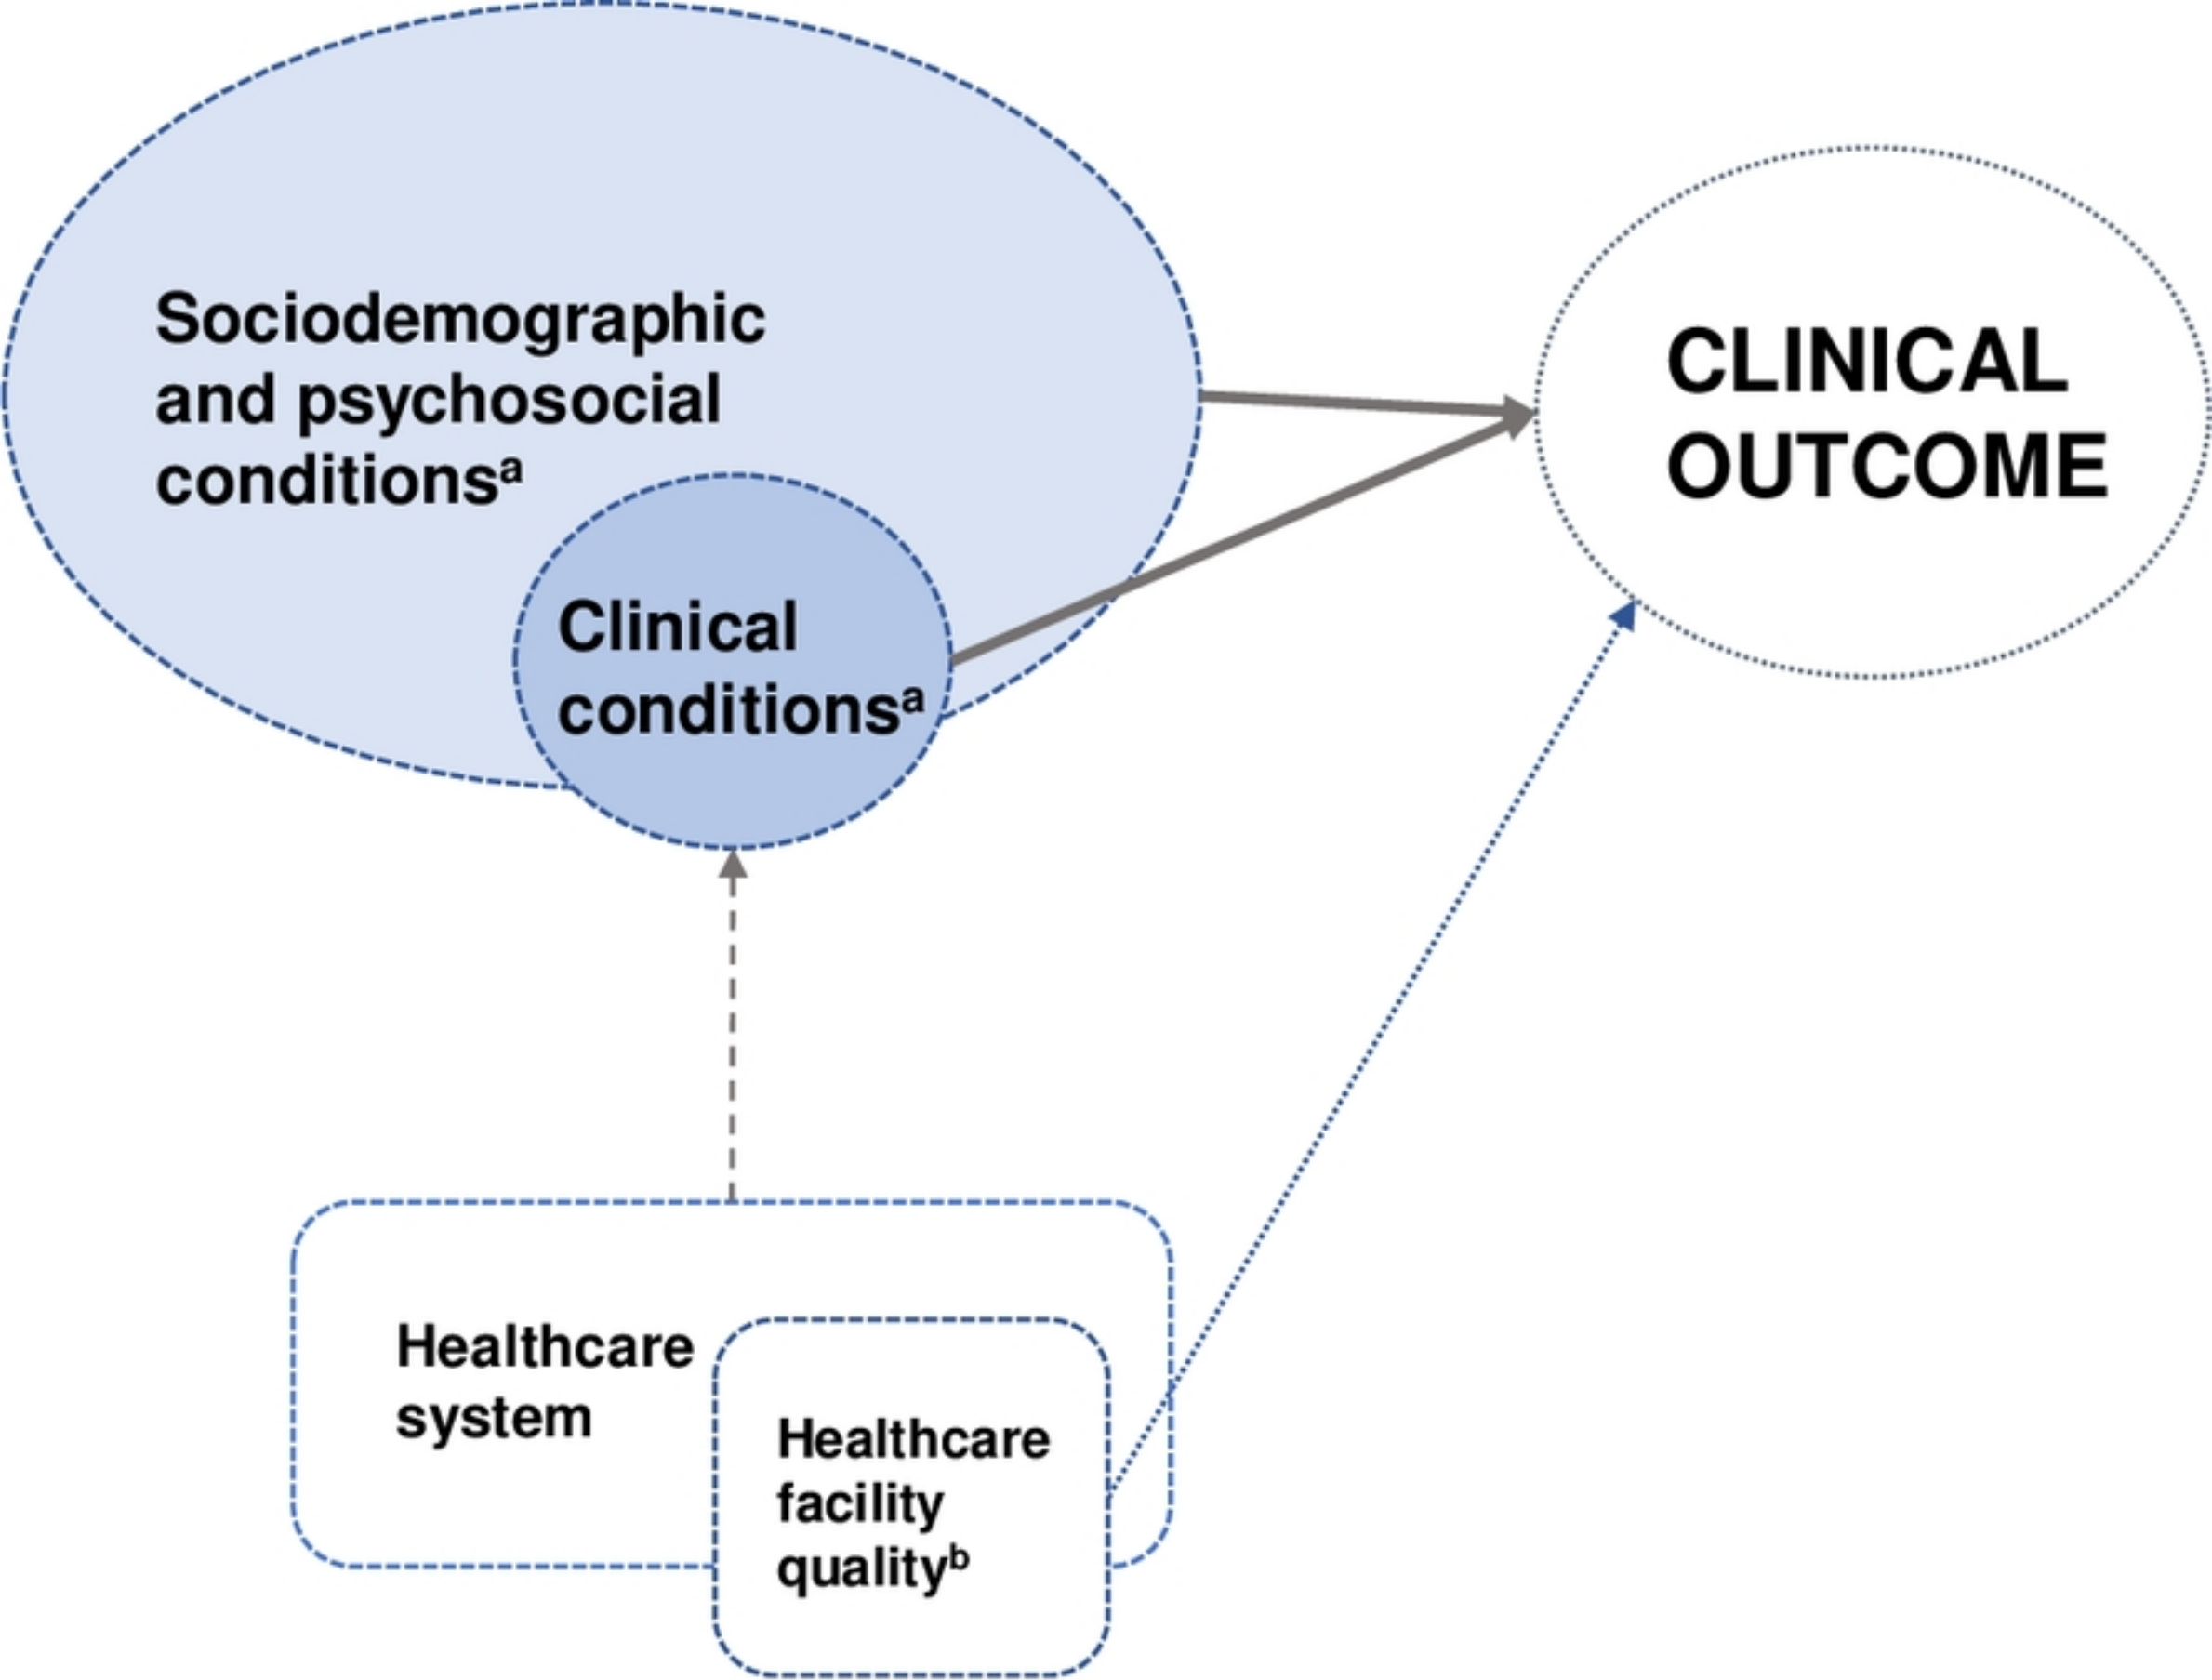 Sociodemographic
and psychosocial
conditionsᵃ
Clinical
conditionsᵃ
CLINICAL
OUTCOME
Healthcare
system
Healthcare
facility
qualityᵇ